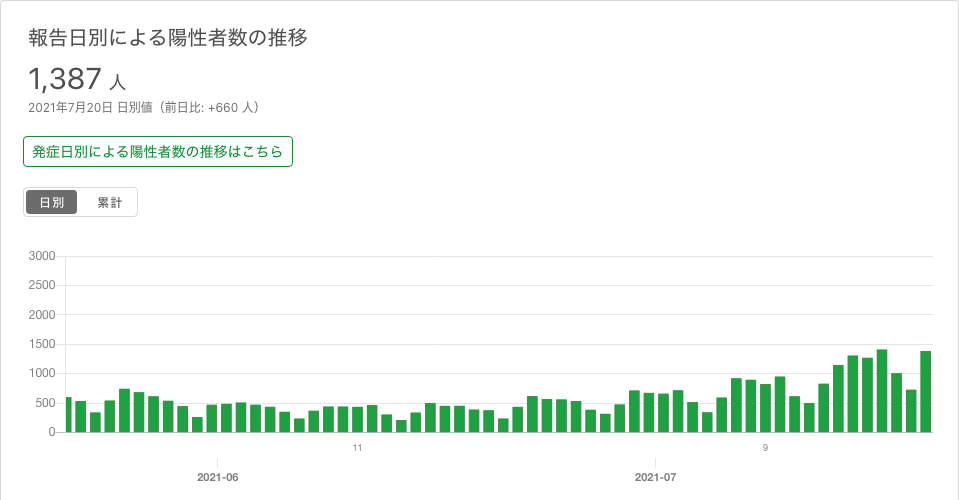 報告日別による陽性者数の推移
1,387 人
2021年7月20日 日別値（前日比: +660 人）
発症日別による陽性者数の推移はこちら
日別 累計
3000
2500
2000
1500
1000
500
0
11 9
2021-06 2021-07